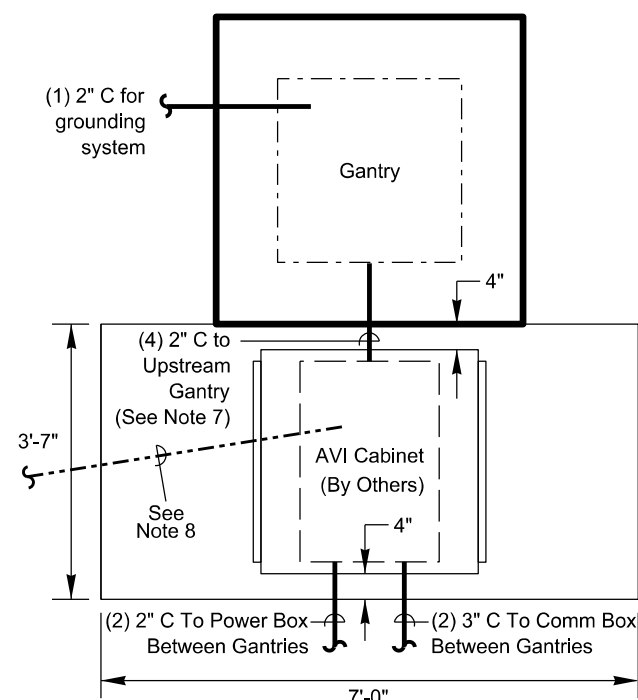 (1) 2" C for
grounding
system
Gantry
4"
(4) 2" C to
Upstream
Gantry
(See Note 7)
3'-7"
AVI Cabinet
(By Others)
See
Note 8
4"
(2) 2" C To Power Box
Between Gantries
(2) 3" C To Comm Box
Between Gantries
7'-0"